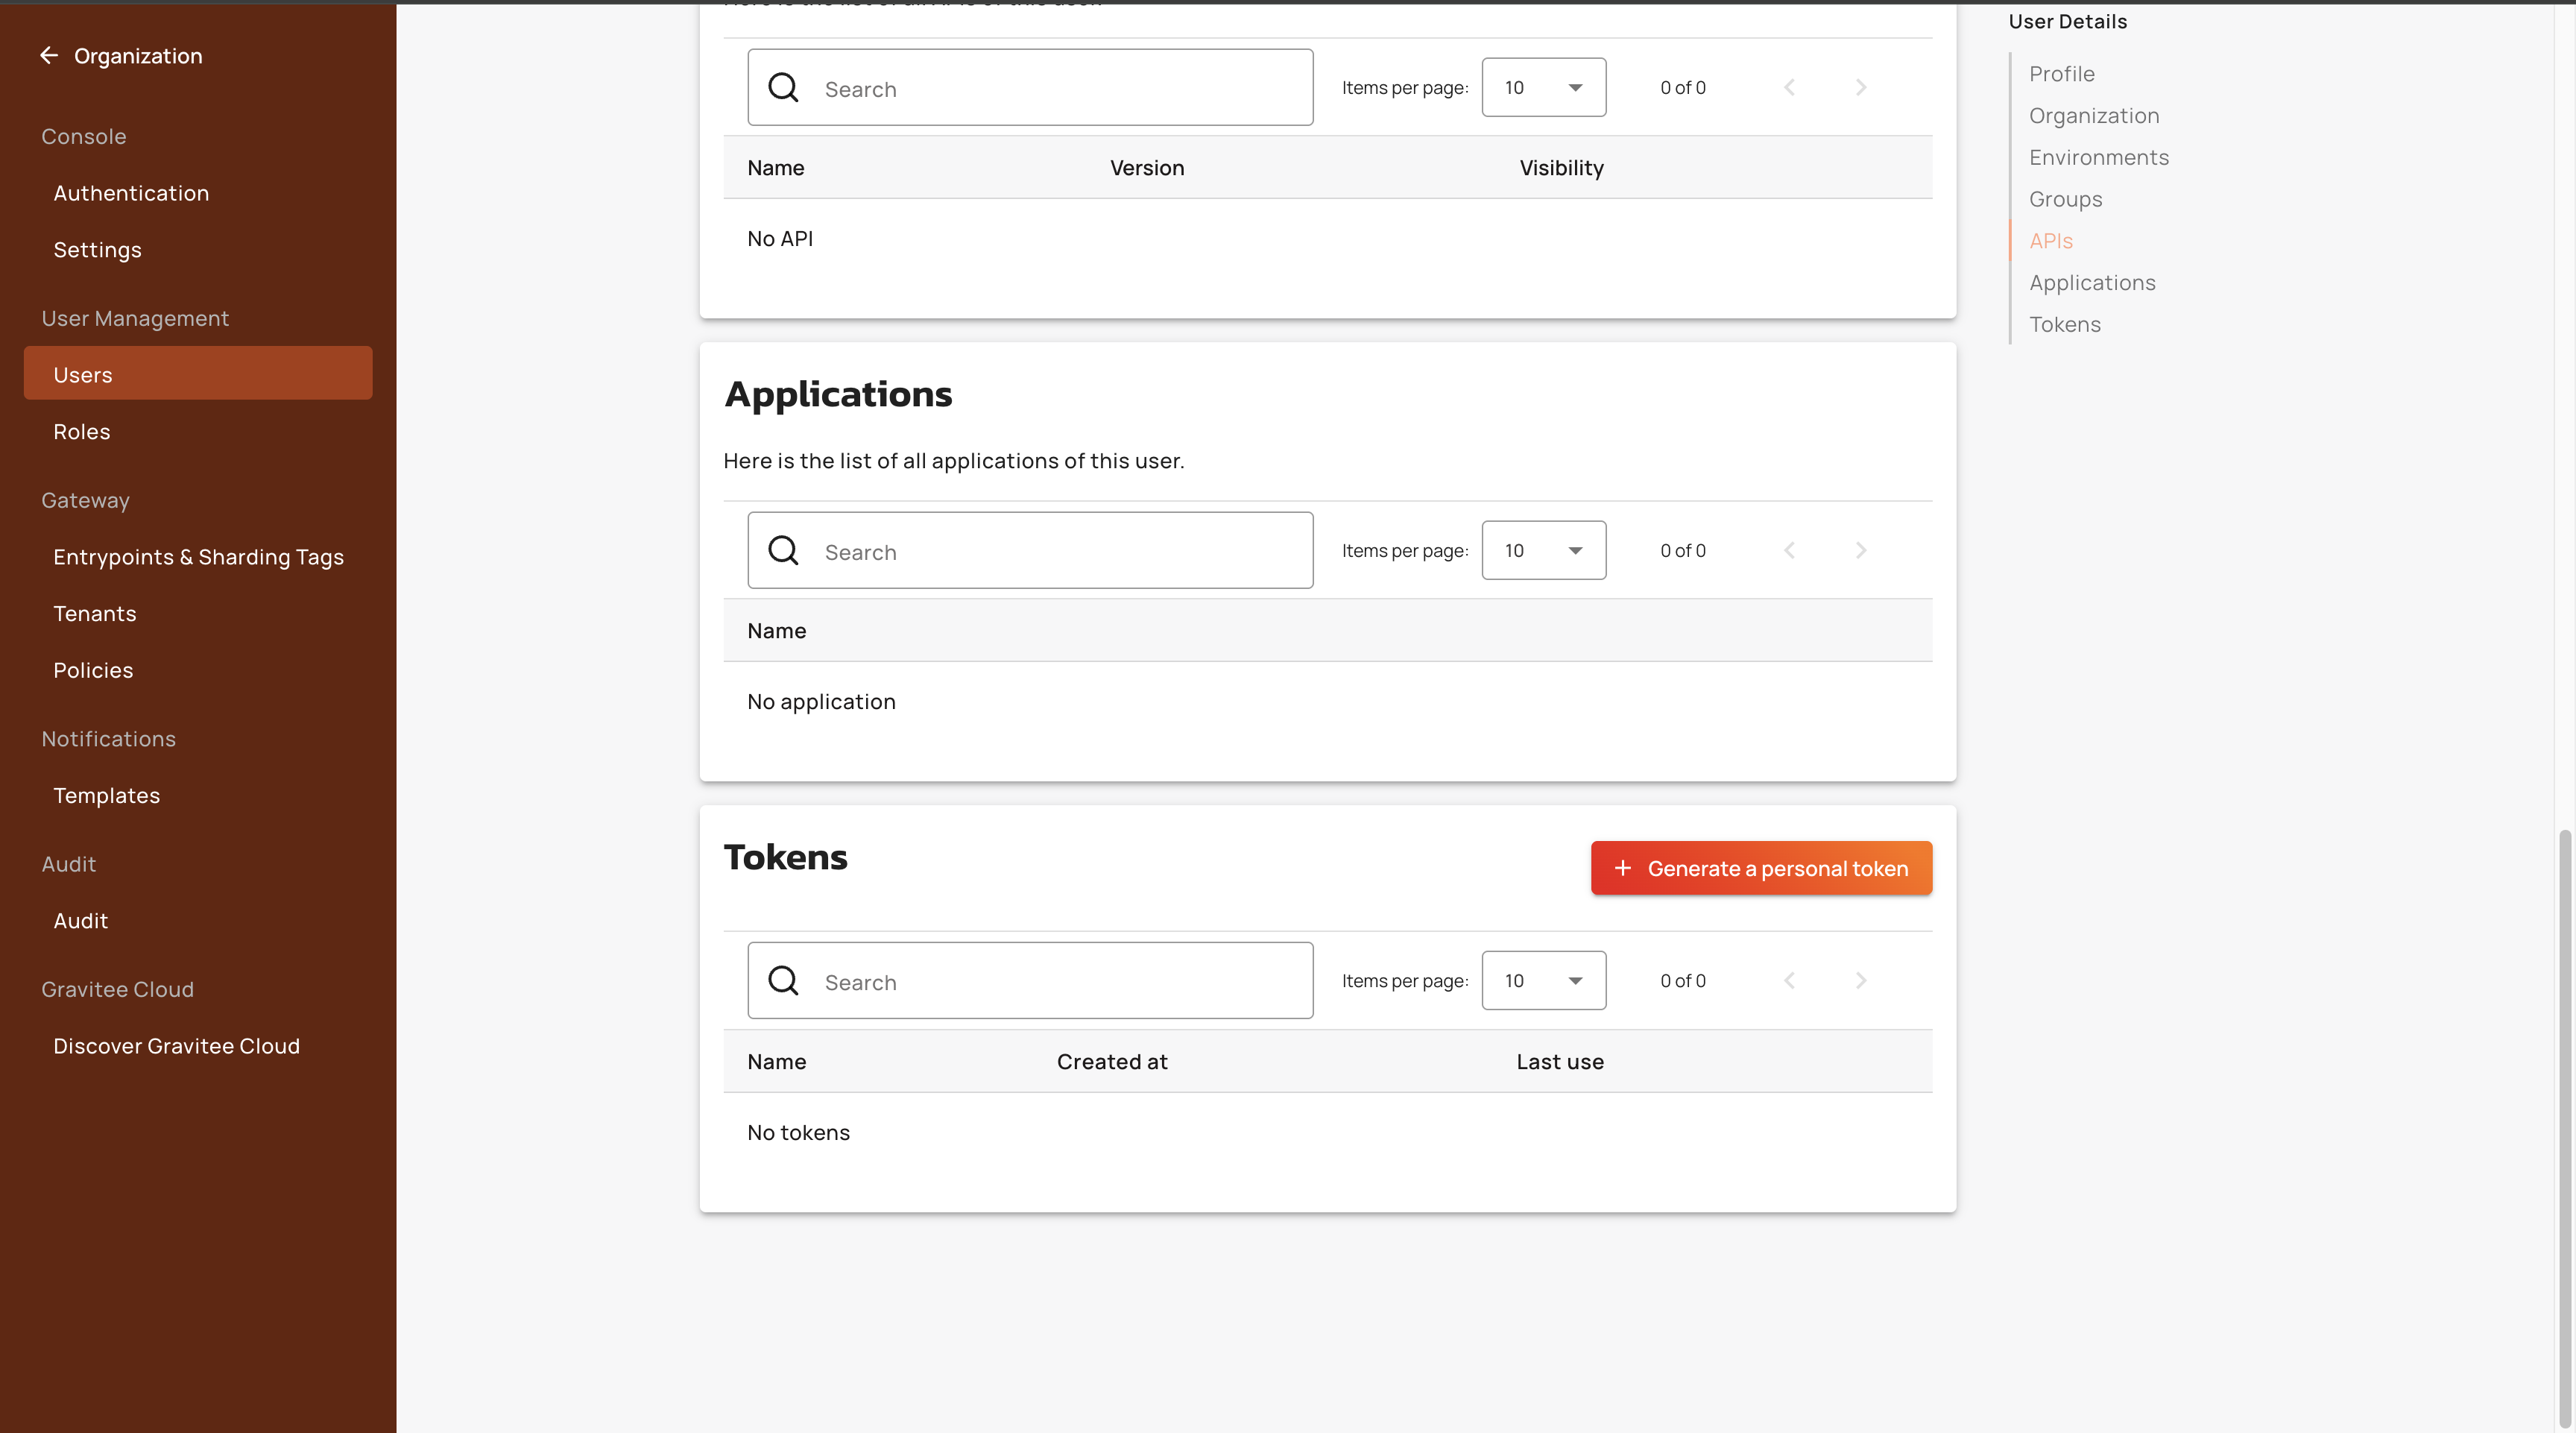 Organization
Console
Authentication
Settings
User Management
Users
Roles
Gateway
Entrypoints & Sharding Tags
Tenants
Policies
Notifications
Templates
Audit
Audit
Gravitee Cloud
Discover Gravitee Cloud
Search
Items per page: 10 0 of 0
Name Version Visibility
No API
Applications
Here is the list of all applications of this user.
Search
Items per page: 10 0 of 0
Name
No application
Tokens
+ Generate a personal token
Search
Items per page: 10 0 of 0
Name Created at Last use
No tokens
User Details
Profile
Organization
Environments
Groups
APIs
Applications
Tokens